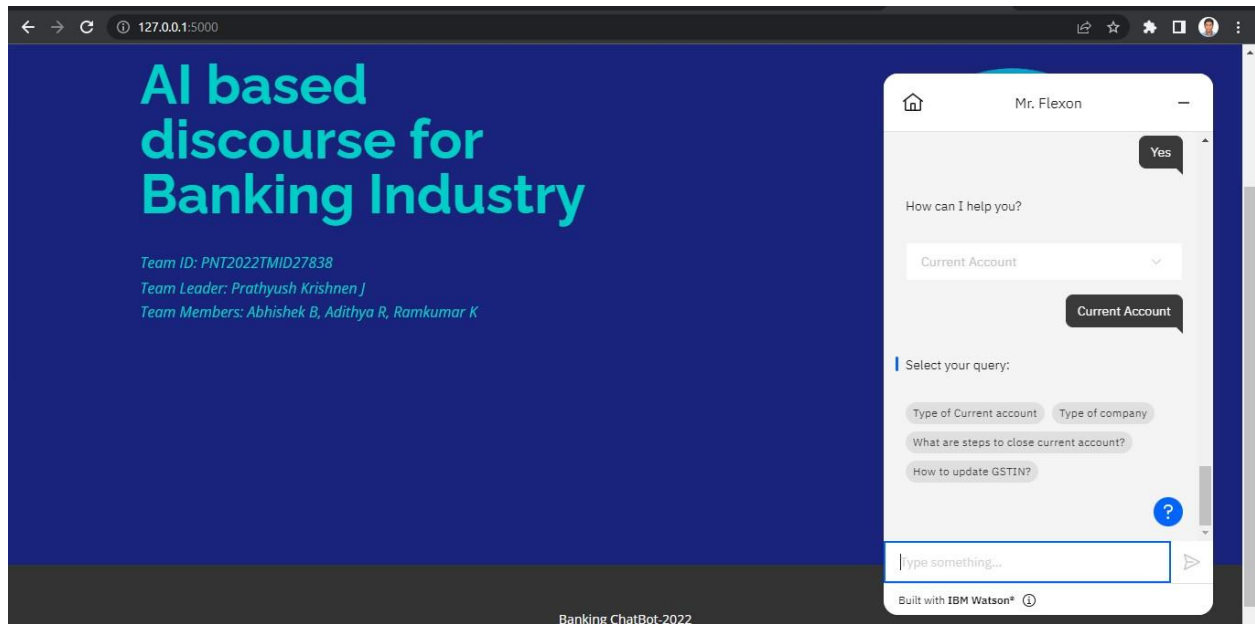 127.0.0.1:5000
AI based
discourse for
Banking Industry
Team ID: PNT2022TMID27838
Team Leader: Prathyush Krishnen J
Team Members: Abhishek B, Adithya R, Ramkumar K
Banking ChatBot-2022
Mr. Flexon
Yes
How can I help you?
Current Account
Current Account
Select your query:
Type of Current account
Type of company
What are steps to close current account?
How to update GSTIN?
?
Type something...
Built with IBM Watson®